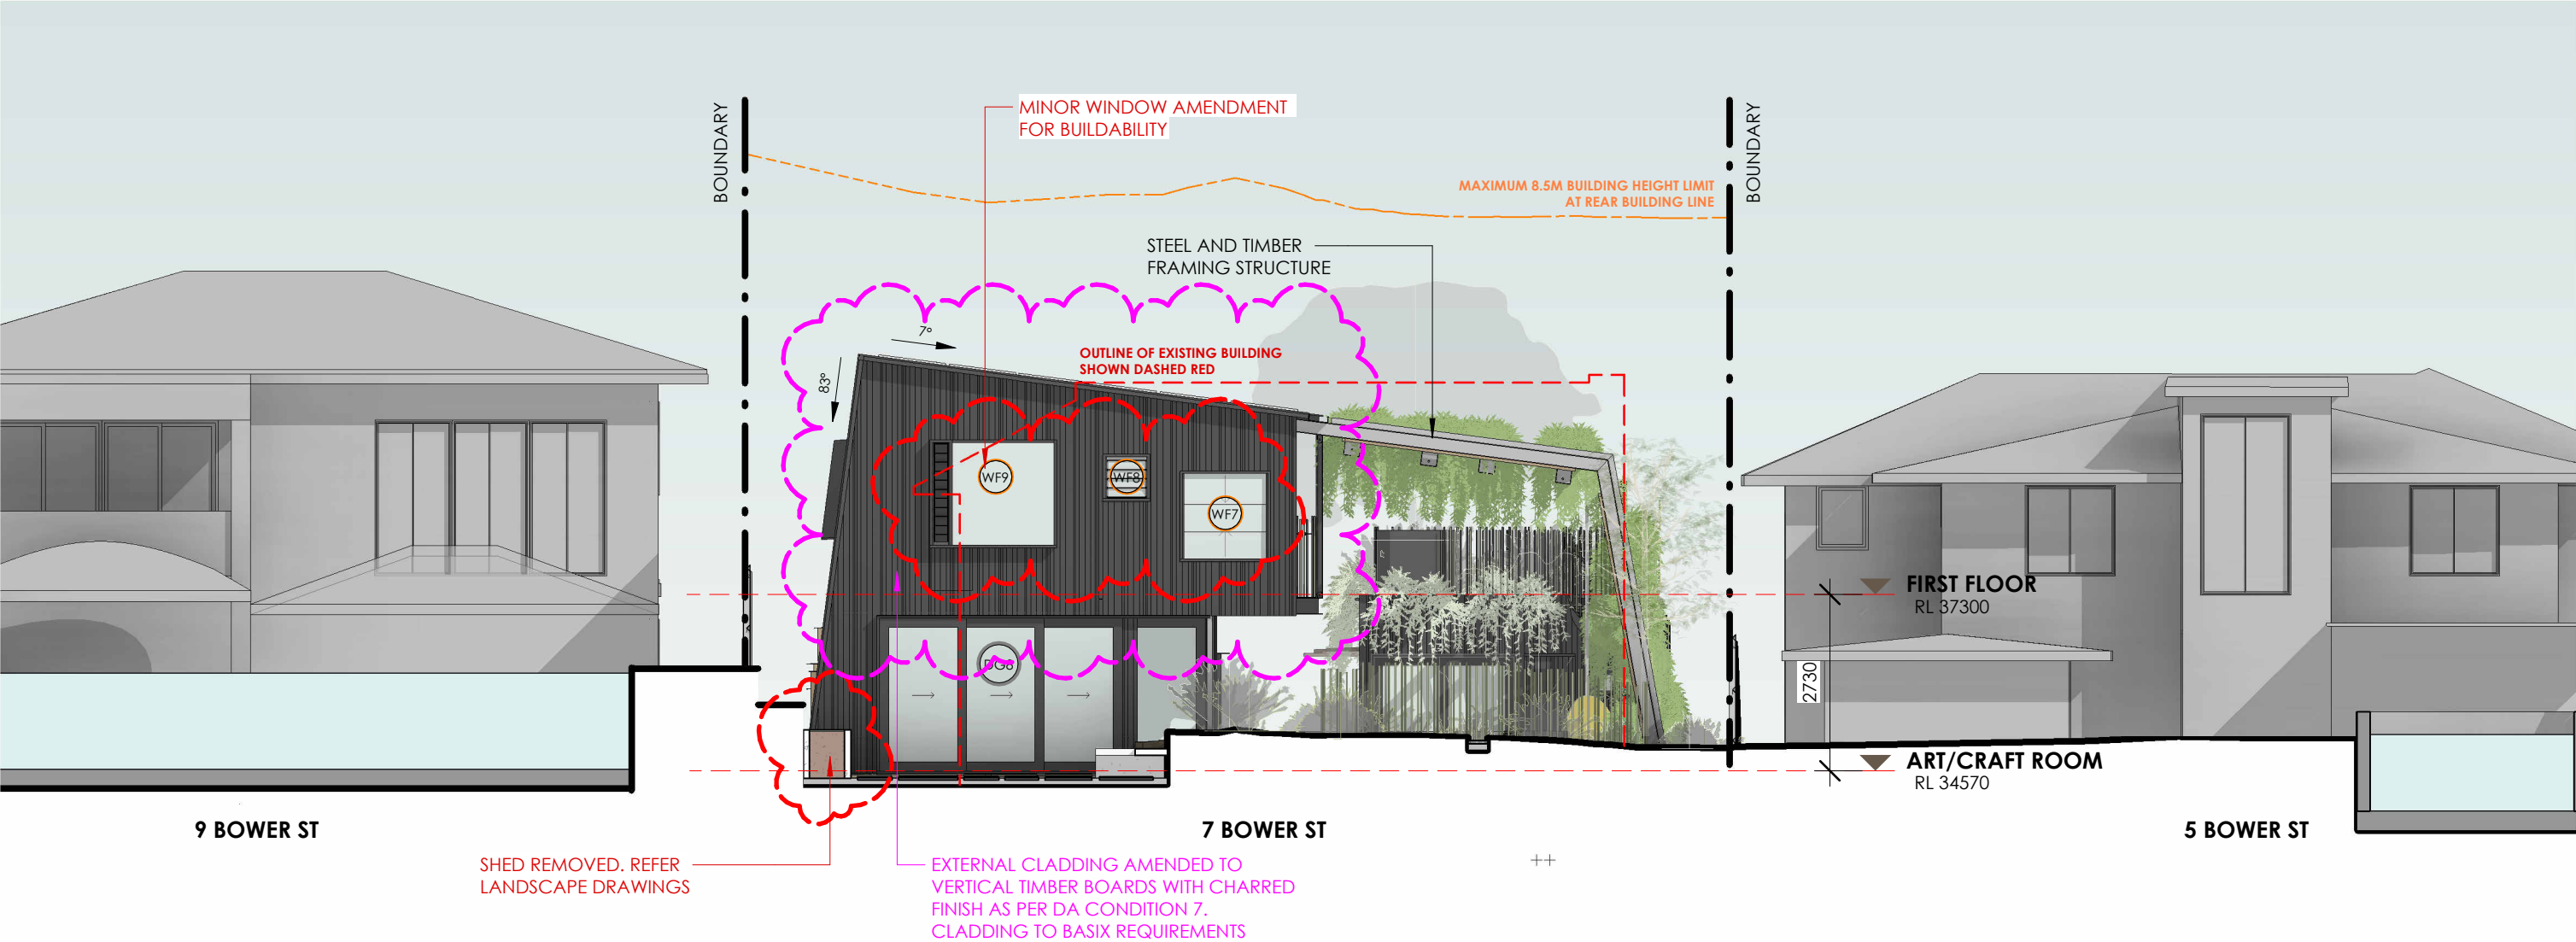 BOUNDARY
MINOR WINDOW AMENDMENT
FOR BUILDABILITY
BOUNDARY
MAXIMUM 8.5M BUILDING HEIGHT LIMIT
AT REAR BUILDING LINE
STEEL AND TIMBER
FRAMING STRUCTURE
7°
OUTLINE OF EXISTING BUILDING
SHOWN DASHED RED
83°
WF9
WF8
WF7
FIRST FLOOR
RL 37300
DG8
2730
ART/CRAFT ROOM
RL 34570
9 BOWER ST
7 BOWER ST
5 BOWER ST
SHED REMOVED. REFER
LANDSCAPE DRAWINGS
EXTERNAL CLADDING AMENDED TO
VERTICAL TIMBER BOARDS WITH CHARRED
FINISH AS PER DA CONDITION 7.
CLADDING TO BASIX REQUIREMENTS
++